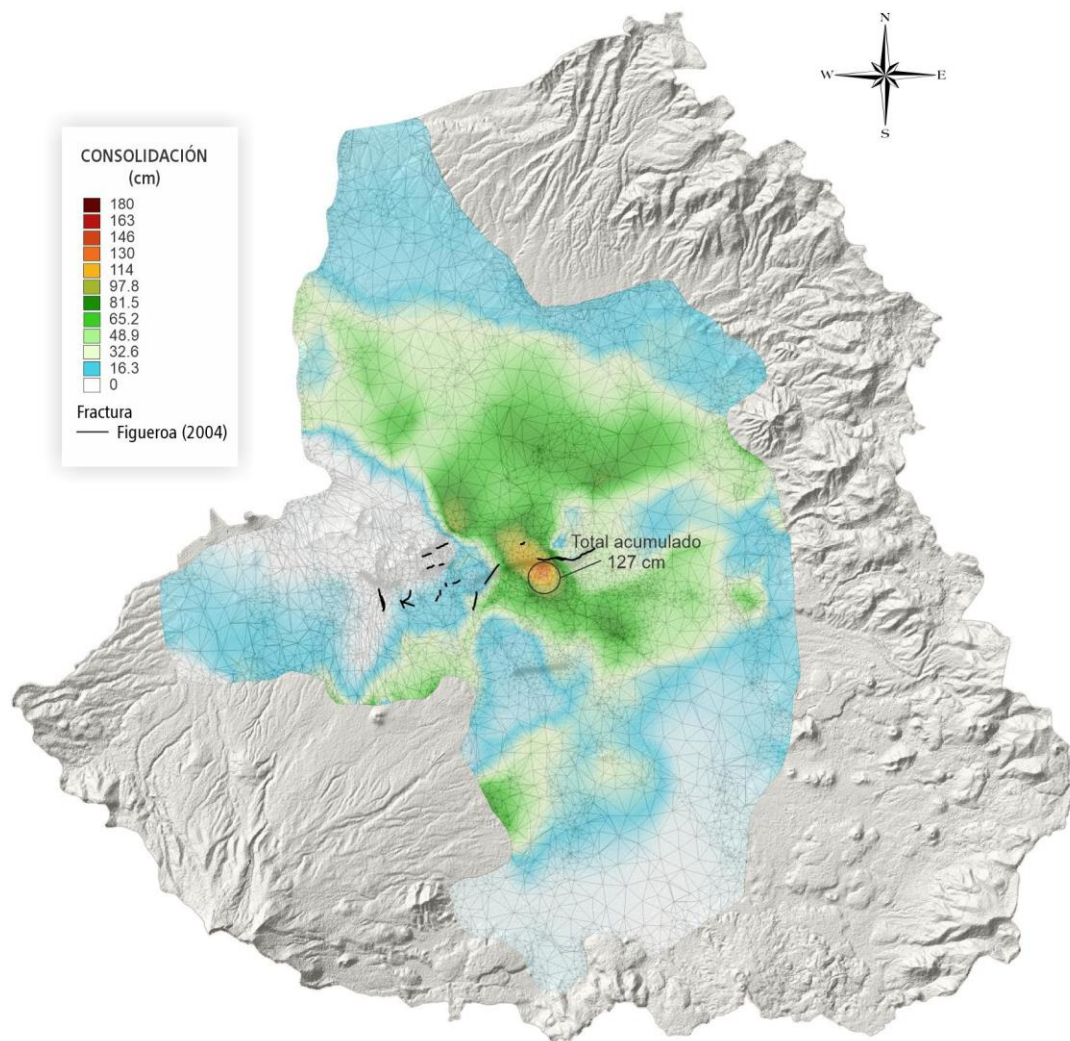 N
W
E
S
CONSOLIDACIÓN
(cm)
180
163
146
130
114
97.8
81.5
65.2
48.9
32.6
16.3
0
Fractura
Figueroa (2004)
Total acumulado
127 cm